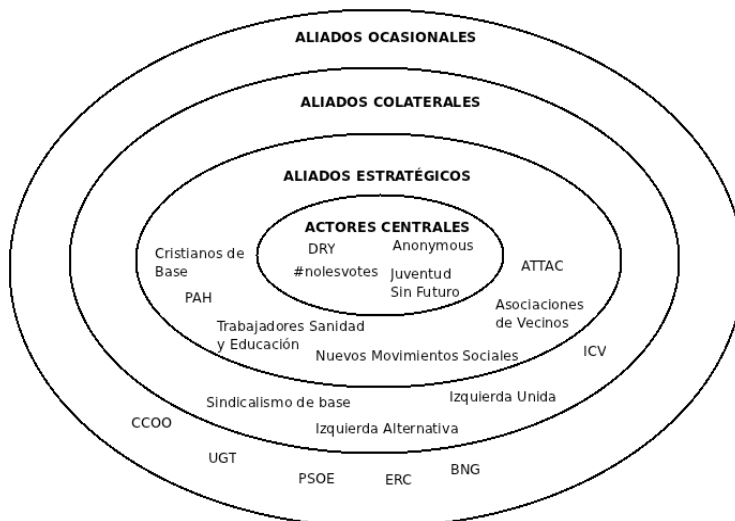 ALIADOS OCASIONALES
ALIADOS COLATERALES
ALIADOS ESTRATÉGICOS
ACTORES CENTRALES
DRY
Anonymous
#nolesvotes
Juventud
Sin Futuro
Cristianos de
Base
PAH
ATTAC
Asociaciones
de Vecinos
Trabajadores Sanidad
y Educación
Nuevos Movimientos Sociales
ICV
Sindicalismo de base
Izquierda Unida
Izquierda Alternativa
CCOO
UGT
PSOE
ERC
BNG